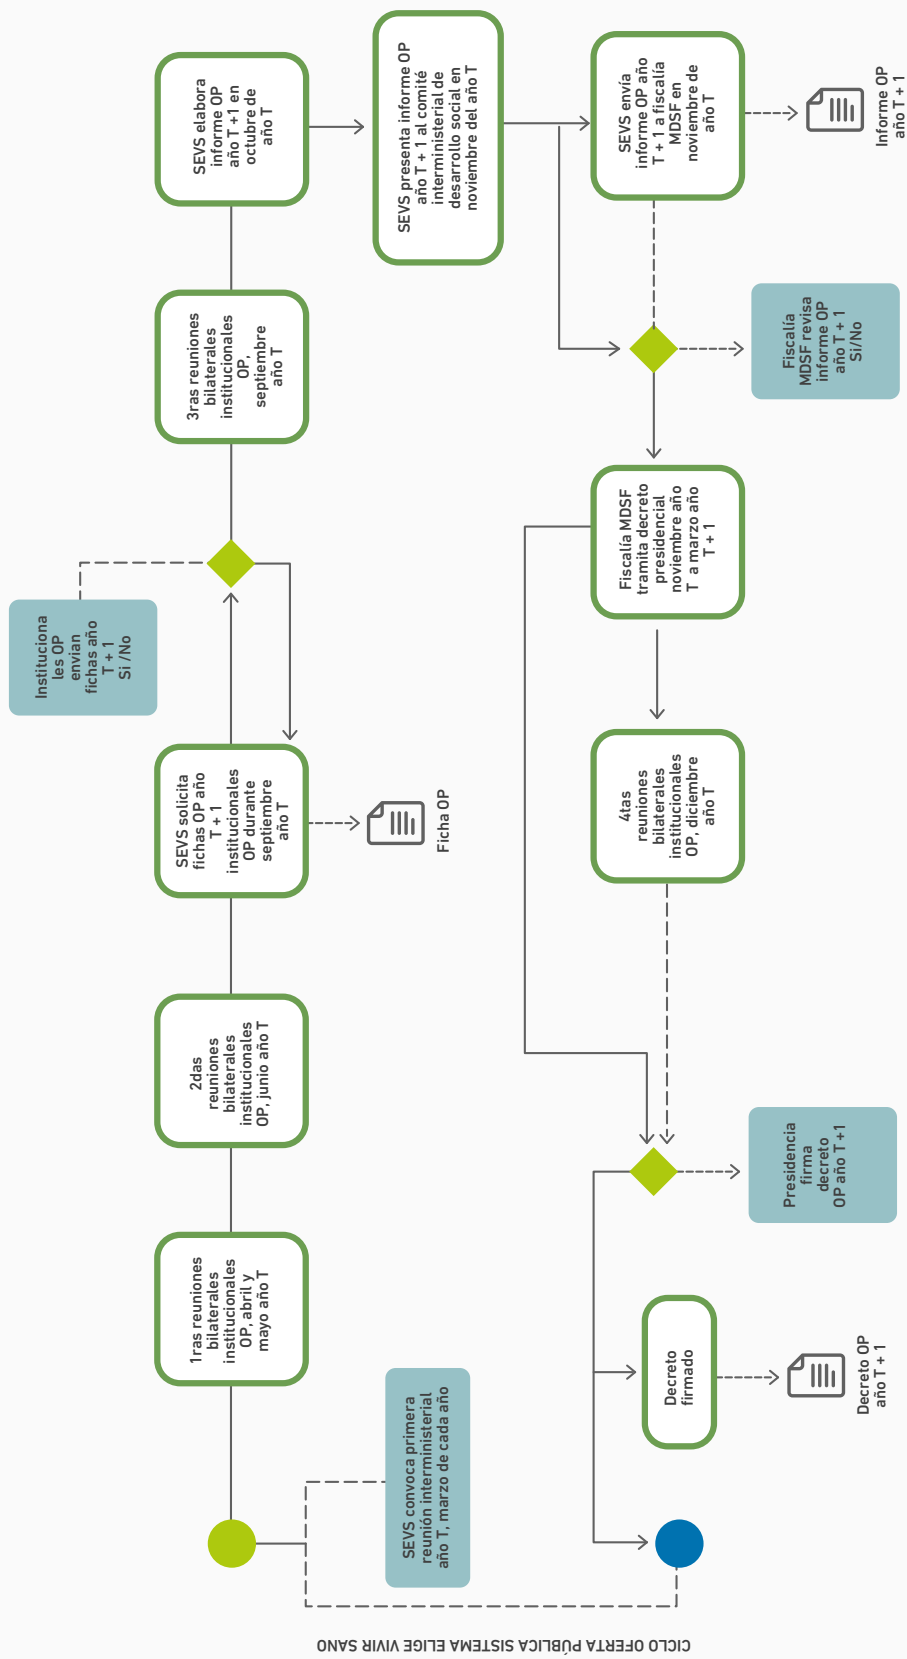 CICLO OFERTA PÚBLICA SISTEMA ELIGE VIVIR SANO
SEVS convoca primera
reunión interministerial
año T, marzo de cada año
1ras reuniones
bilaterales
institucionales
OP, abril y
mayo año T
2das
reuniones
bilaterales
institucionales
OP, junio año T
SEVS solicita
fichas OP año
T + 1
institucionales
OP durante
septiembre
año T
Ficha OP
Instituciona
les OP
envian
fichas año
T + 1
Si /No
3ras reuniones
bilaterales
institucionales
OP,
septiembre
año T
SEVS elabora
informe OP
año T +1 en
octubre de
año T
SEVS presenta informe OP
año T + 1 al comité
interministerial de
desarrollo social en
noviembre del año T
SEVS envía
informe OP año
T + 1 a fiscalía
MDSF en
noviembre de
año T
Informe OP
año T + 1
Fiscalía
MDSF revisa
informe OP
año T + 1
Si/No
Fiscalía MDSF
tramita decreto
presidencial
noviembre año
T a marzo año
T + 1
4tas
reuniones
bilaterales
institucionales
OP, diciembre
año T
Presidencia
firma
decreto
OP año T +1
Decreto
firmado
Decreto OP
año T + 1